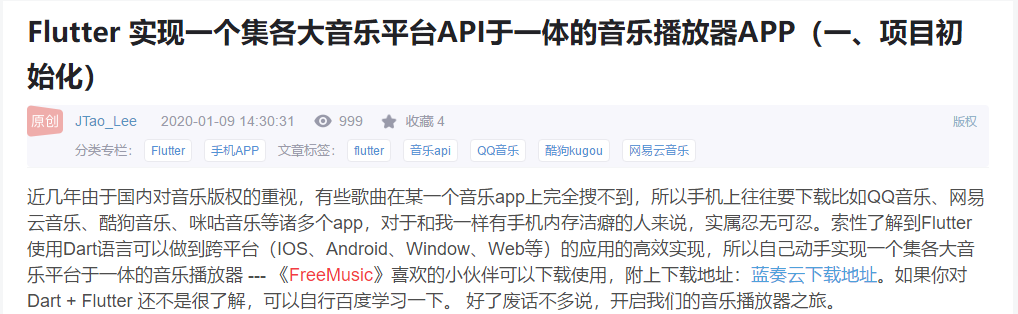 Flutter 实现一个集各大音乐平台API于一体的音乐播放器APP（一、项目初
始化）
原创 JTao_Lee 2020-01-09 14:30:31 999 收藏 4 版权
分类专栏： Flutter 手机APP 文章标签： flutter 音乐api QQ音乐 酷狗kugou 网易云音乐
近几年由于国内对音乐版权的重视，有些歌曲在某一个音乐app上完全搜不到，所以手机上往往要下载比如QQ音乐、网易
云音乐、酷狗音乐、咪咕音乐等诸多个app，对于和我一样有手机内存洁癖的人来说，实属忍无可忍。索性了解到Flutter
使用Dart语言可以做到跨平台（IOS、Android、Window、Web等）的应用的高效实现，所以自己动手实现一个集各大音
乐平台于一体的音乐播放器 --- 《FreeMusic》喜欢的小伙伴可以下载使用，附上下载地址：蓝奏云下载地址。如果你对
Dart + Flutter 还不是很了解，可以自行百度学习一下。 好了废话不多说，开启我们的音乐播放器之旅。